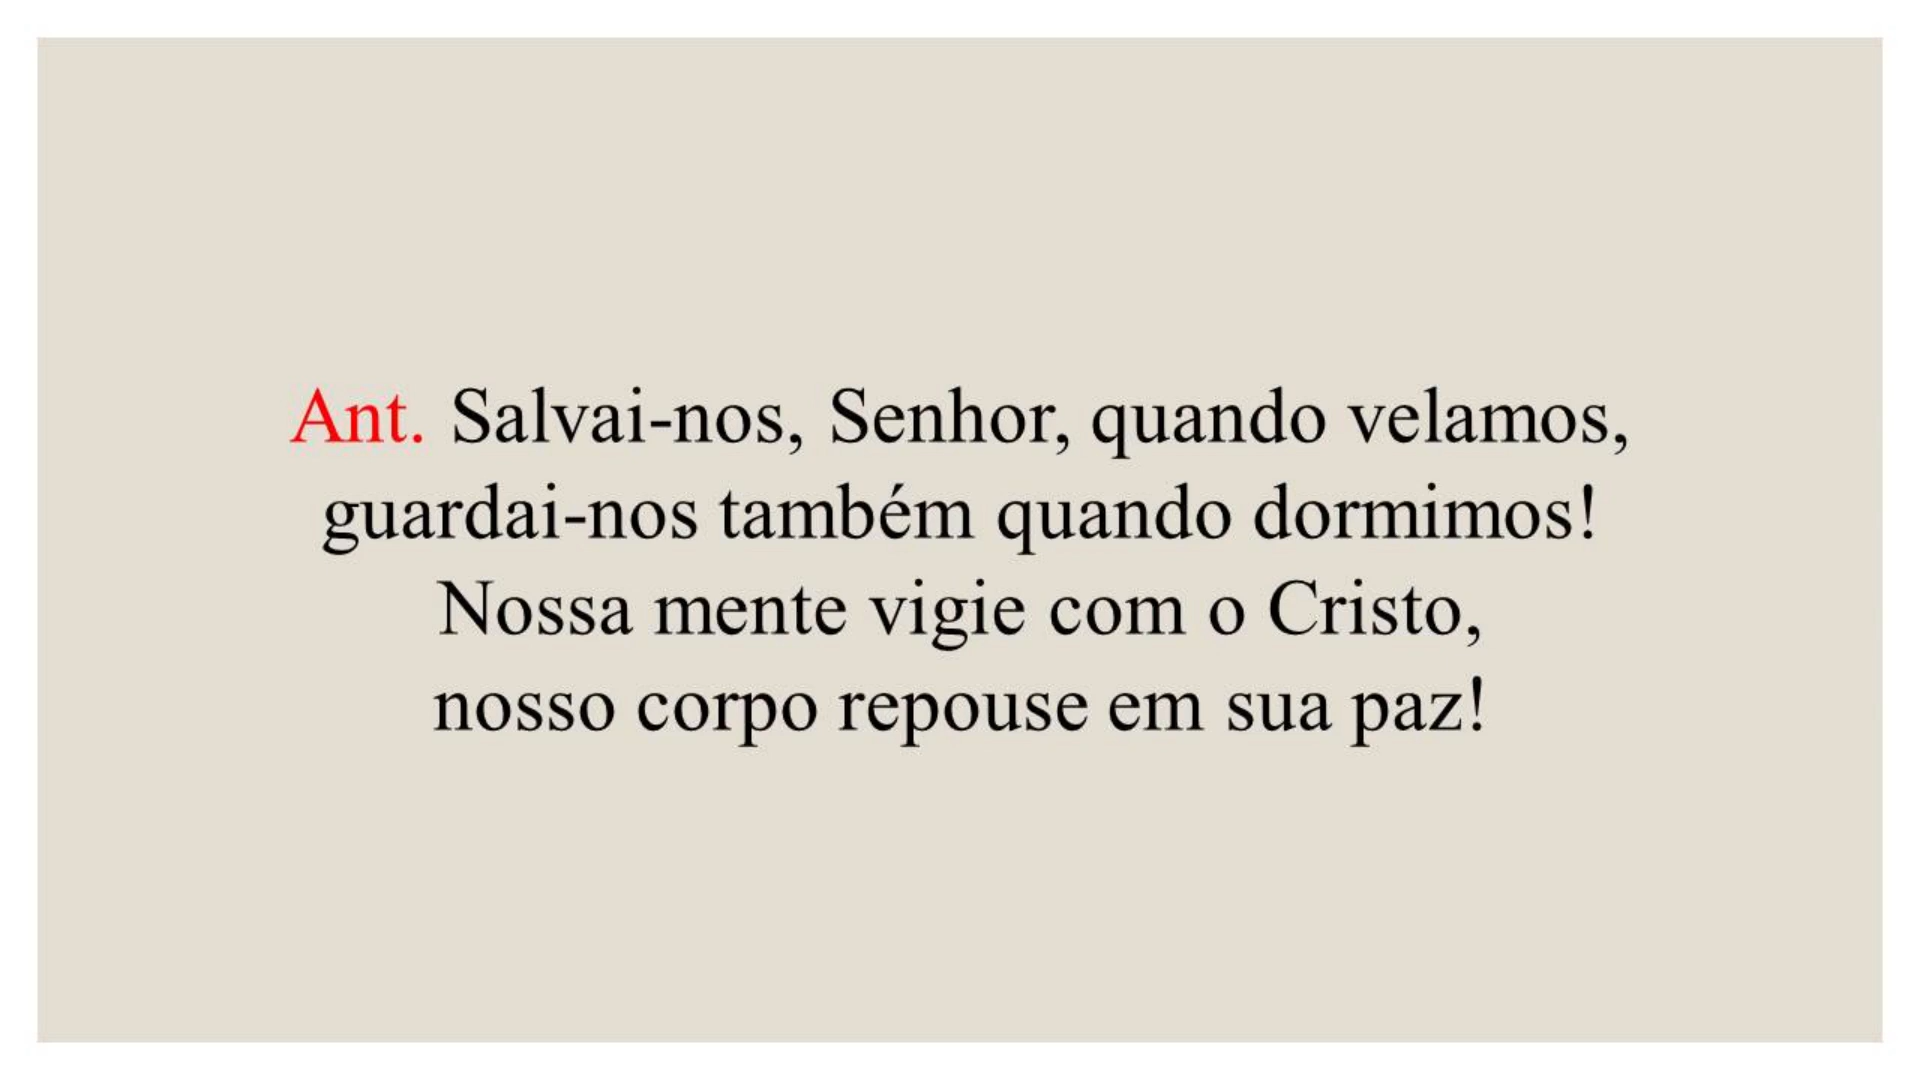 Ant. Salvai-nos, Senhor, quando velamos,
guardai-nos também quando dormimos!
Nossa mente vigie com o Cristo,
nosso corpo repouse em sua paz!